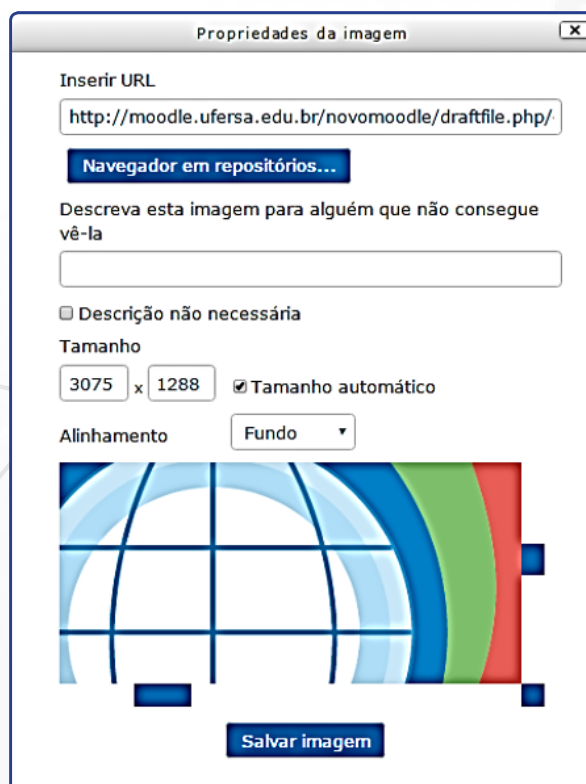 Propriedades da imagem
Inserir URL
http://moodle.ufersa.edu.br/novomoodle/draftfile.php/
Navegador em repositórios...
Descreva esta imagem para alguém que não consegue
vê-la
Descrição não necessária
Tamanho
3075 x 1288 Tamanho automático
Alinhamento Fundo
Salvar imagem